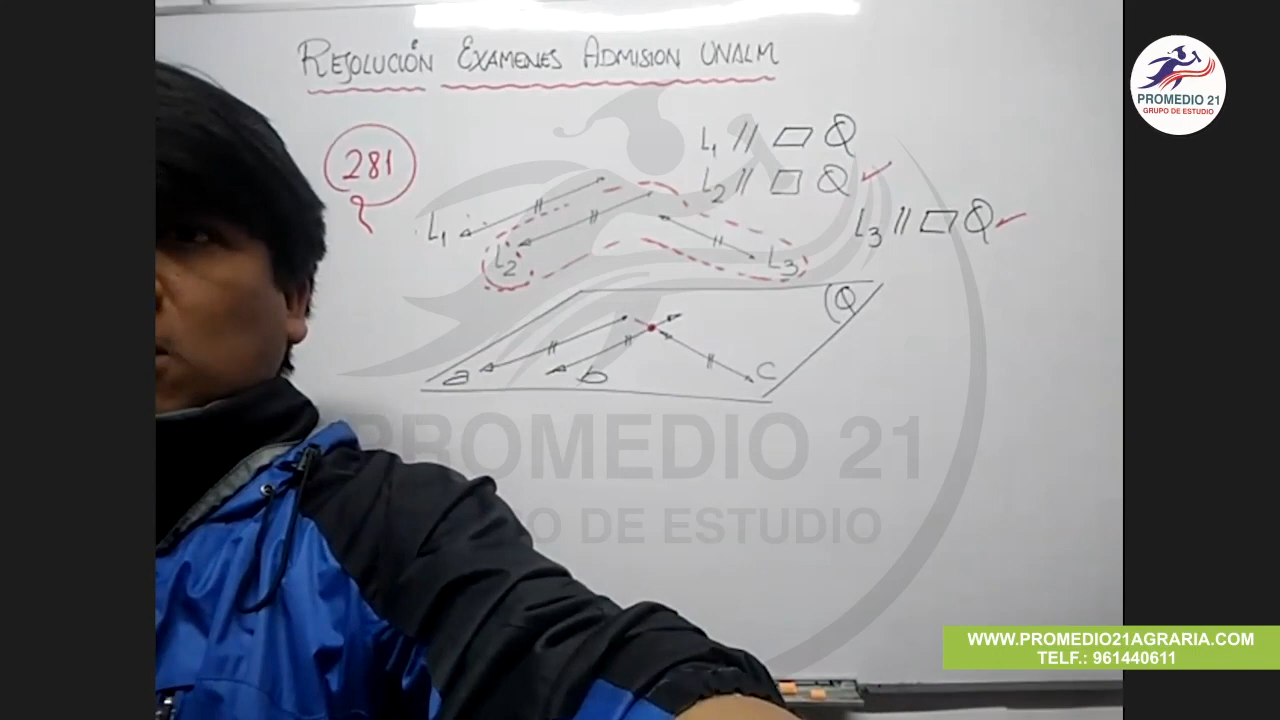 RESOLUCIÓN EXAMENES ADMISION UNALM
PROMEDIO 21
GRUPO DE ESTUDIO
281
L1 // ▱ Q
L2 // ▱ Q ✓
L3 // ▱ Q ✓
L1
L2
L3
Q
a b c
PROMEDIO 21
GRUPO DE ESTUDIO
WWW.PROMEDIO21AGRARIA.COM
TELF.: 961440611